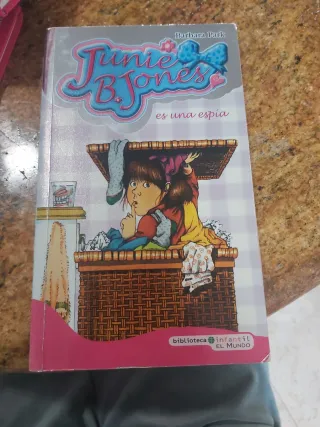 Barbara Park
Junie
B. Jones
es una espía
biblioteca infantil
EL MUNDO